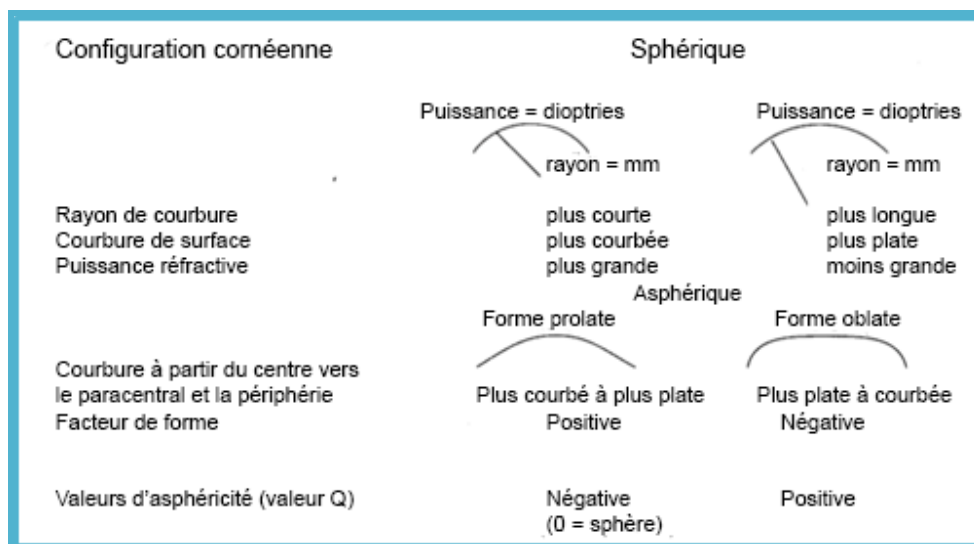 Configuration cornéenne Sphérique
Puissance = dioptries Puissance = dioptries
rayon = mm rayon = mm
Rayon de courbure plus courte plus longue
Courbure de surface plus courbée plus plate
Puissance réfractive plus grande moins grande
Asphérique
Forme prolate Forme oblate
Courbure à partir du centre vers
le paracentral et la périphérie Plus courbé à plus plate Plus plate à courbée
Facteur de forme Positive Négative
Valeurs d'asphéricité (valeur Q) Négative Positive
(0 = sphère)